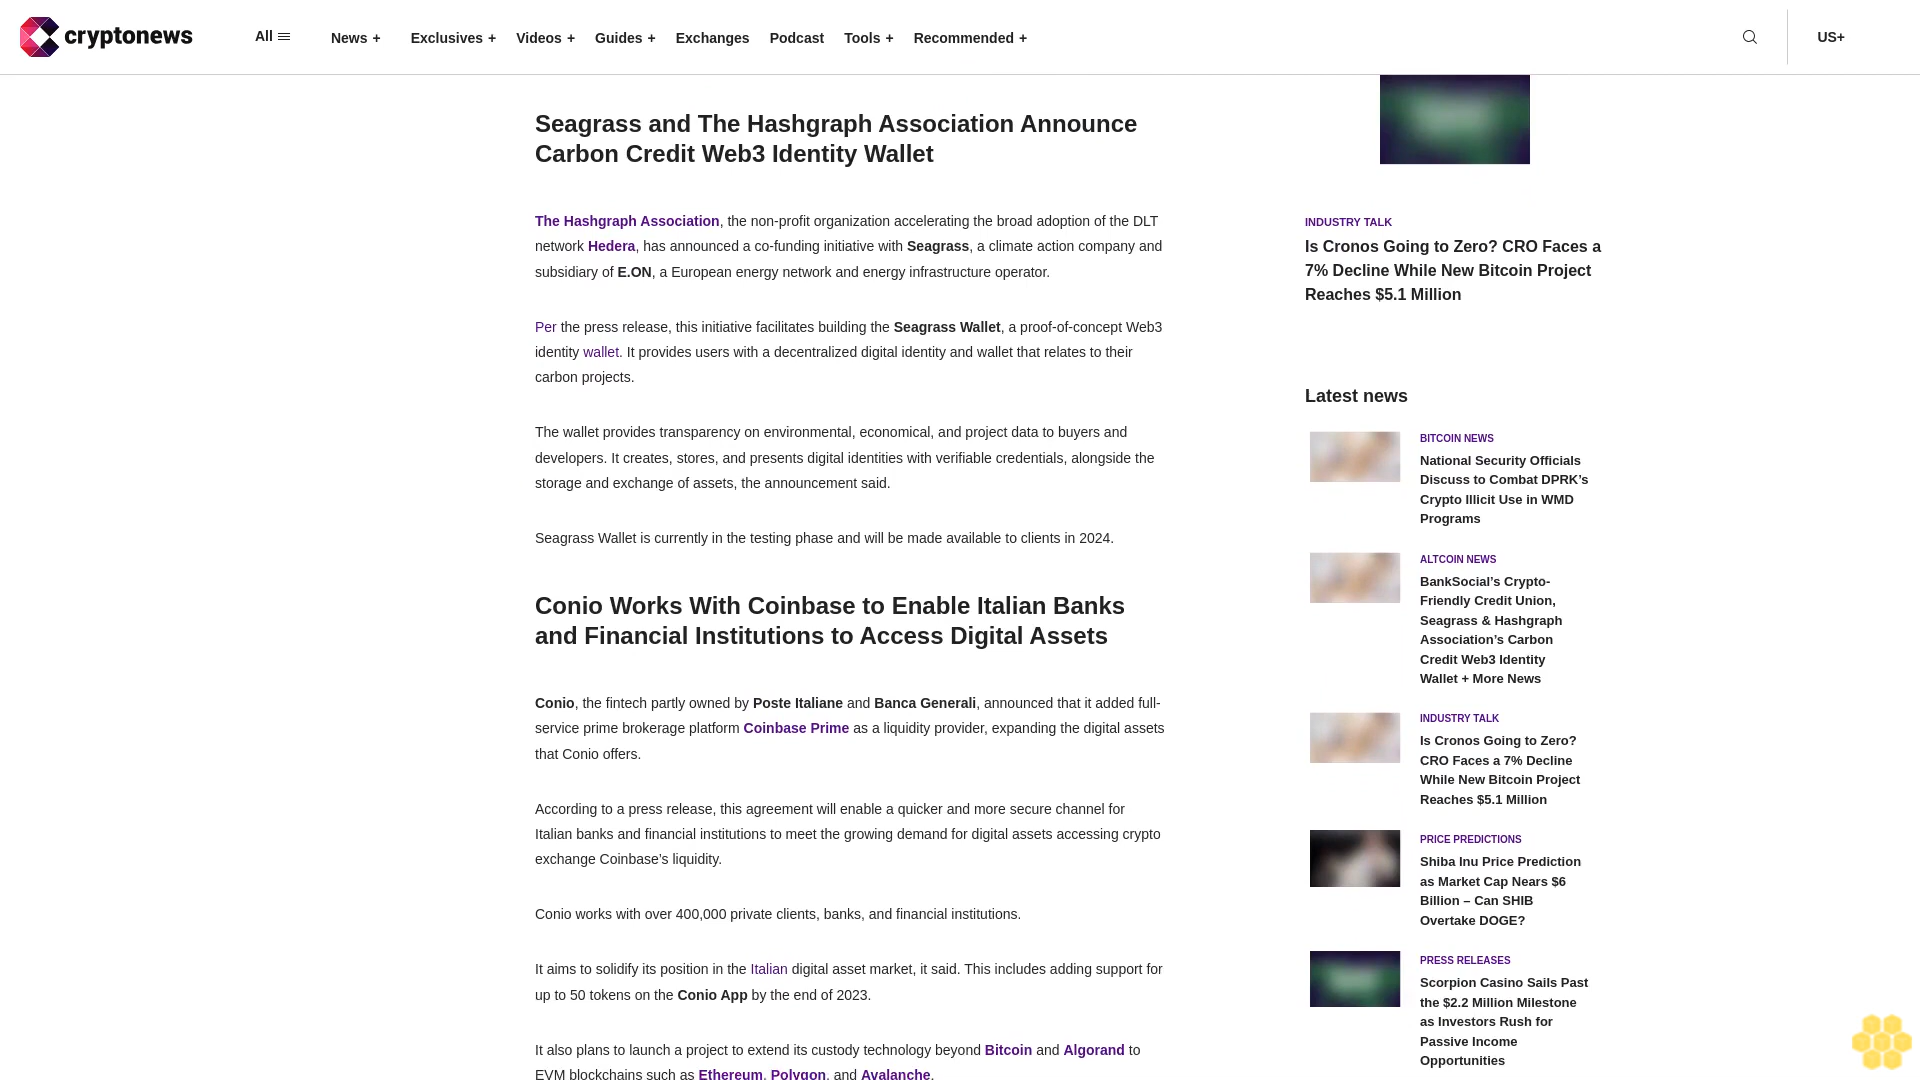 cryptonews
All
News +
Exclusives +
Videos +
Guides +
Exchanges
Podcast
Tools +
Recommended +
US+
Seagrass and The Hashgraph Association Announce
Carbon Credit Web3 Identity Wallet
The Hashgraph Association, the non-profit organization accelerating the broad adoption of the DLT
network Hedera, has announced a co-funding initiative with Seagrass, a climate action company and
subsidiary of E.ON, a European energy network and energy infrastructure operator.
Per the press release, this initiative facilitates building the Seagrass Wallet, a proof-of-concept Web3
identity wallet. It provides users with a decentralized digital identity and wallet that relates to their
carbon projects.
The wallet provides transparency on environmental, economical, and project data to buyers and
developers. It creates, stores, and presents digital identities with verifiable credentials, alongside the
storage and exchange of assets, the announcement said.
Seagrass Wallet is currently in the testing phase and will be made available to clients in 2024.
Conio Works With Coinbase to Enable Italian Banks
and Financial Institutions to Access Digital Assets
Conio, the fintech partly owned by Poste Italiane and Banca Generali, announced that it added full-
service prime brokerage platform Coinbase Prime as a liquidity provider, expanding the digital assets
that Conio offers.
According to a press release, this agreement will enable a quicker and more secure channel for
Italian banks and financial institutions to meet the growing demand for digital assets accessing crypto
exchange Coinbase’s liquidity.
Conio works with over 400,000 private clients, banks, and financial institutions.
It aims to solidify its position in the Italian digital asset market, it said. This includes adding support for
up to 50 tokens on the Conio App by the end of 2023.
It also plans to launch a project to extend its custody technology beyond Bitcoin and Algorand to
EVM blockchains such as Ethereum, Polygon, and Avalanche.
INDUSTRY TALK
Is Cronos Going to Zero? CRO Faces a
7% Decline While New Bitcoin Project
Reaches $5.1 Million
Latest news
BITCOIN NEWS
National Security Officials
Discuss to Combat DPRK’s
Crypto Illicit Use in WMD
Programs
ALTCOIN NEWS
BankSocial’s Crypto-
Friendly Credit Union,
Seagrass & Hashgraph
Association’s Carbon
Credit Web3 Identity
Wallet + More News
INDUSTRY TALK
Is Cronos Going to Zero?
CRO Faces a 7% Decline
While New Bitcoin Project
Reaches $5.1 Million
PRICE PREDICTIONS
Shiba Inu Price Prediction
as Market Cap Nears $6
Billion – Can SHIB
Overtake DOGE?
PRESS RELEASES
Scorpion Casino Sails Past
the $2.2 Million Milestone
as Investors Rush for
Passive Income
Opportunities